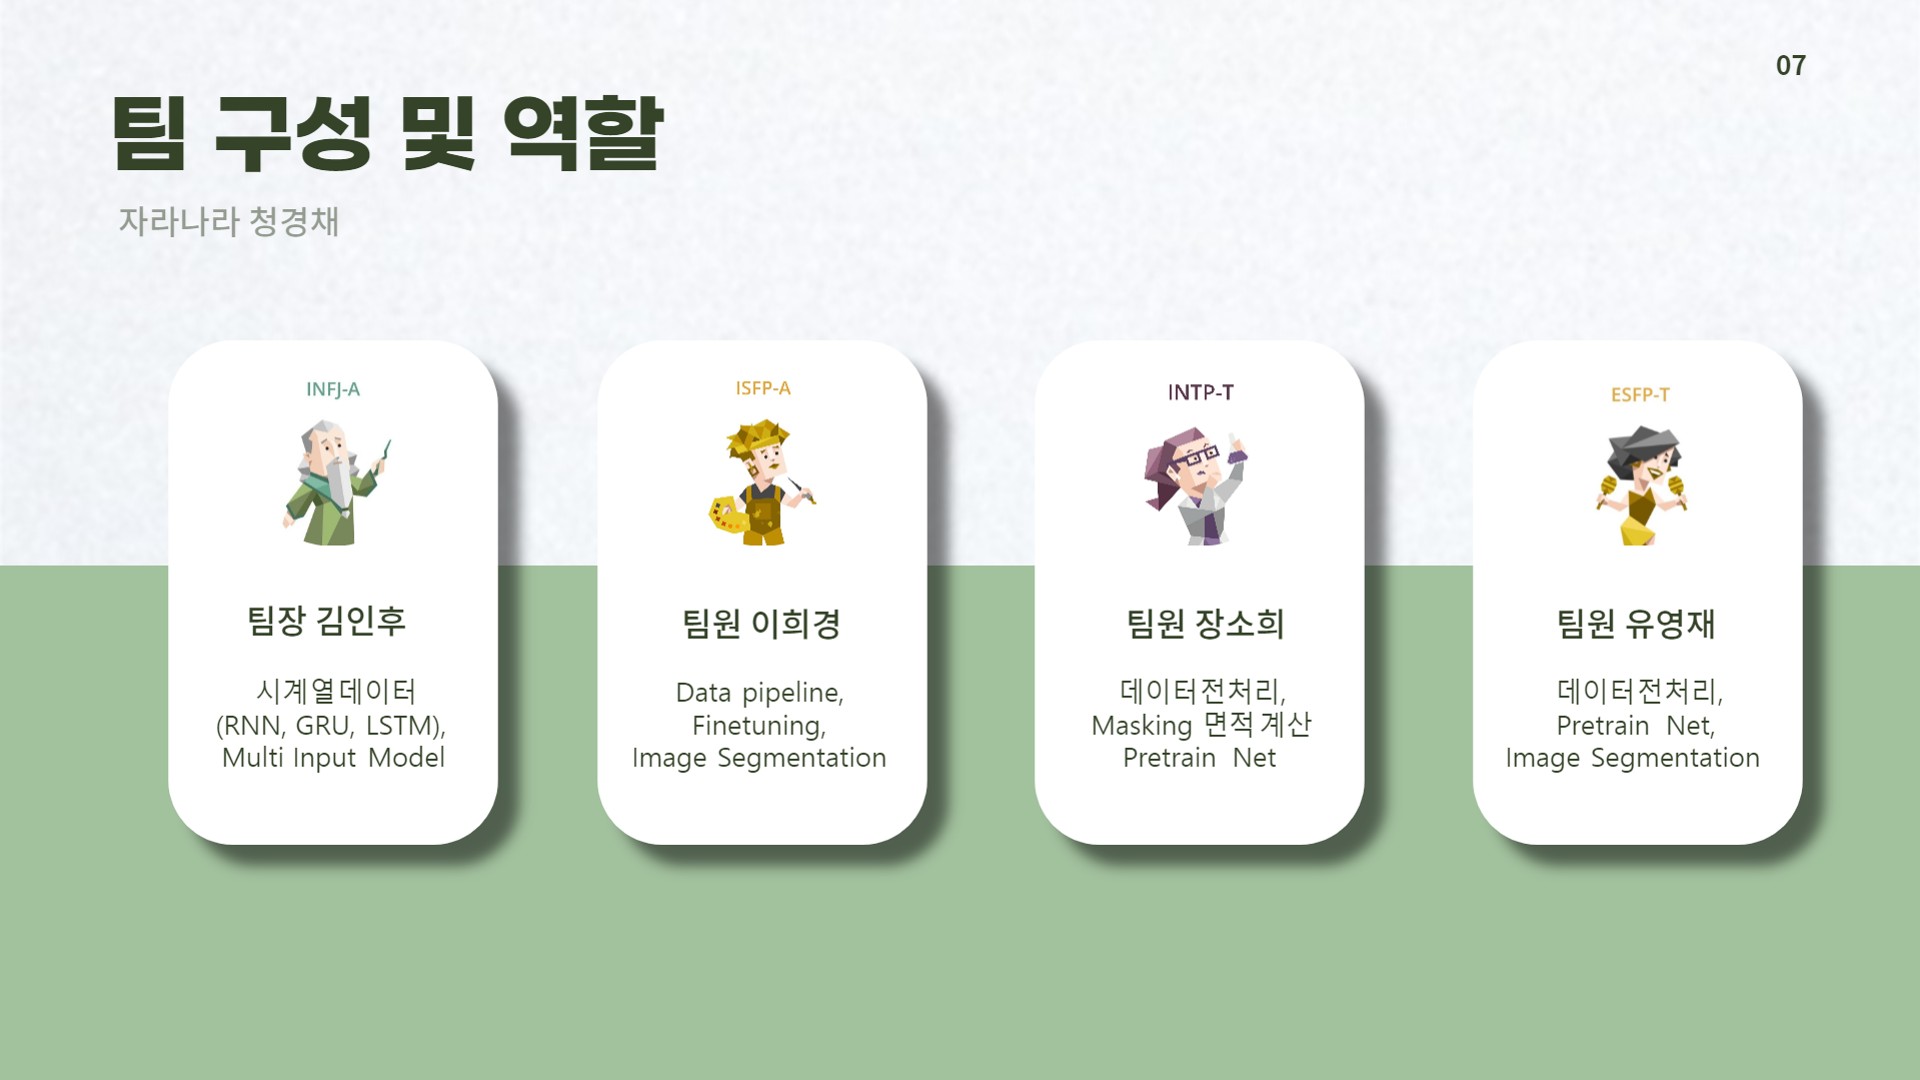 07
팀 구성 및 역할
자라나라 청경채
INFJ-A
팀장 김인후
시계열데이터
(RNN, GRU, LSTM),
Multi Input Model
ISFP-A
팀원 이희경
Data pipeline,
Finetuning,
Image Segmentation
INTP-T
팀원 장소희
데이터전처리,
Masking 면적계산
Pretrain Net
ESFP-T
팀원 유영재
데이터전처리,
Pretrain Net,
Image Segmentation